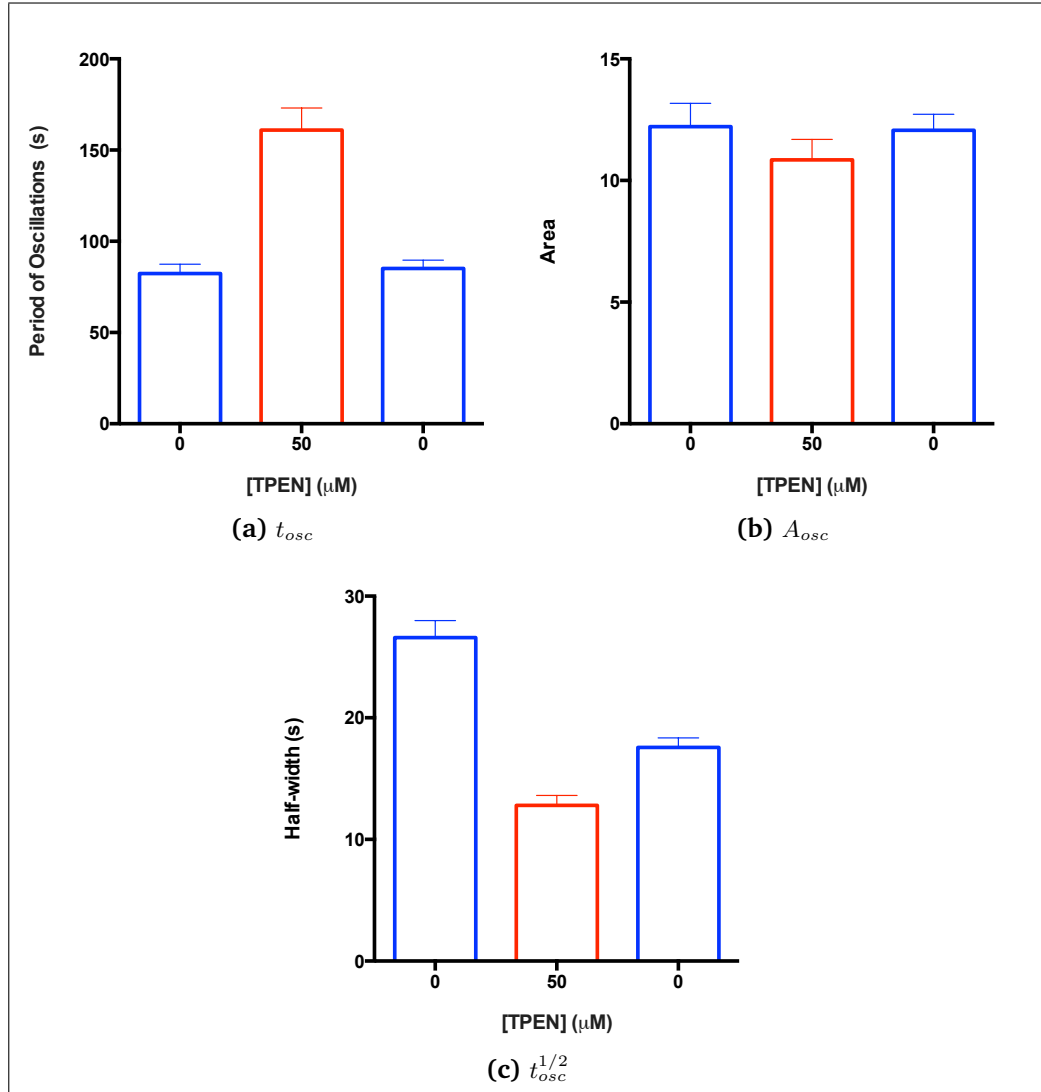 Period of Oscillations (s)
200
150
100
50
0
0 50 0
[TPEN] (μM)
(a) t_osc
Area
15
10
5
0
0 50 0
[TPEN] (μM)
(b) A_osc
Half-width (s)
30
20
10
0
0 50 0
[TPEN] (μM)
(c) t_osc^1/2